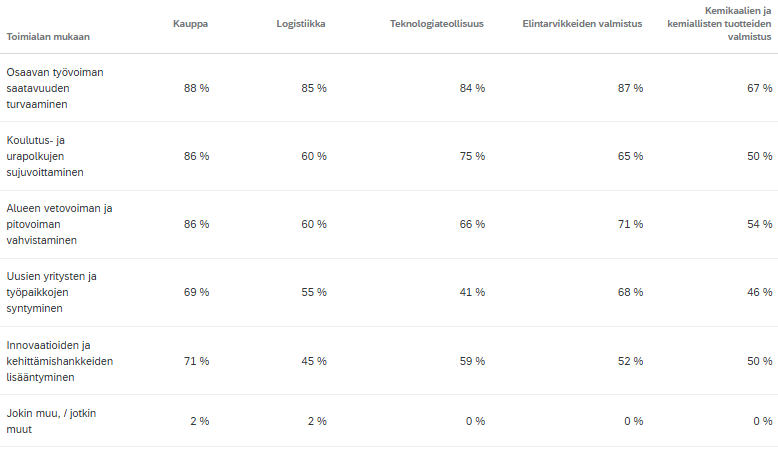 Toimialan mukaan Kauppa Logistiikka Teknologiateollisuus Elintarvikkeiden valmistus Kemikaalien ja
kemiallisten tuotteiden
valmistus
Osaavan työvoiman
saatavuuden 88 % 85 % 84 % 87 % 67 %
turvaaminen
Koulutus- ja
urapolkujen 86 % 60 % 75 % 65 % 50 %
sujuvoittaminen
Alueen vetovoiman ja
pitovoiman 86 % 60 % 66 % 71 % 54 %
vahvistaminen
Uusien yritysten ja
työpaikkojen 69 % 55 % 41 % 68 % 46 %
syntyminen
Innovaatioiden ja
kehittämishankkeiden 71 % 45 % 59 % 52 % 50 %
lisääntyminen
Jokin muu, / jotkin
muut 2 % 2 % 0 % 0 % 0 %